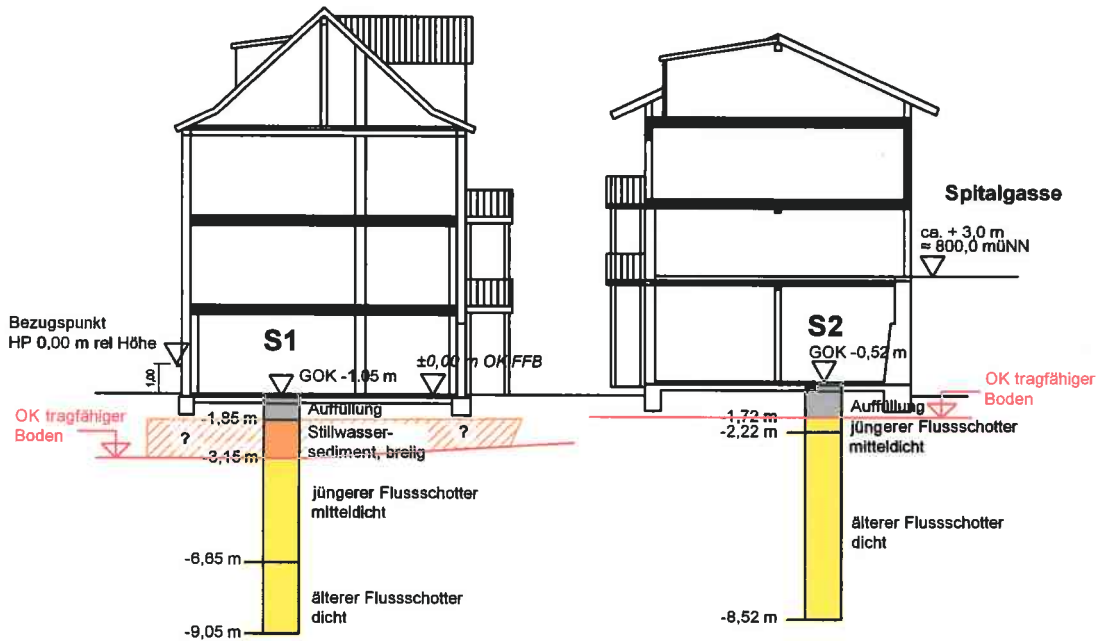 Spitalgasse
ca. + 3,0 m
≈ 800,0 müNN
Bezugspunkt
HP 0,00 m rel Höhe
1,00
S1
GOK -1,05 m
±0,00 m OK FFB
S2
GOK -0,52 m
OK tragfähiger
Boden
-1,95 m
Auffüllung
?
Stillwasser-
sediment, breiig
?
-3,15 m
jüngerer Flussschotter
mitteldicht
-6,65 m
älterer Flussschotter
dicht
-9,05 m
OK tragfähiger
Boden
-1,72 m
Auffüllung
-2,22 m
jüngerer Flussschotter
mitteldicht
älterer Flussschotter
dicht
-8,52 m